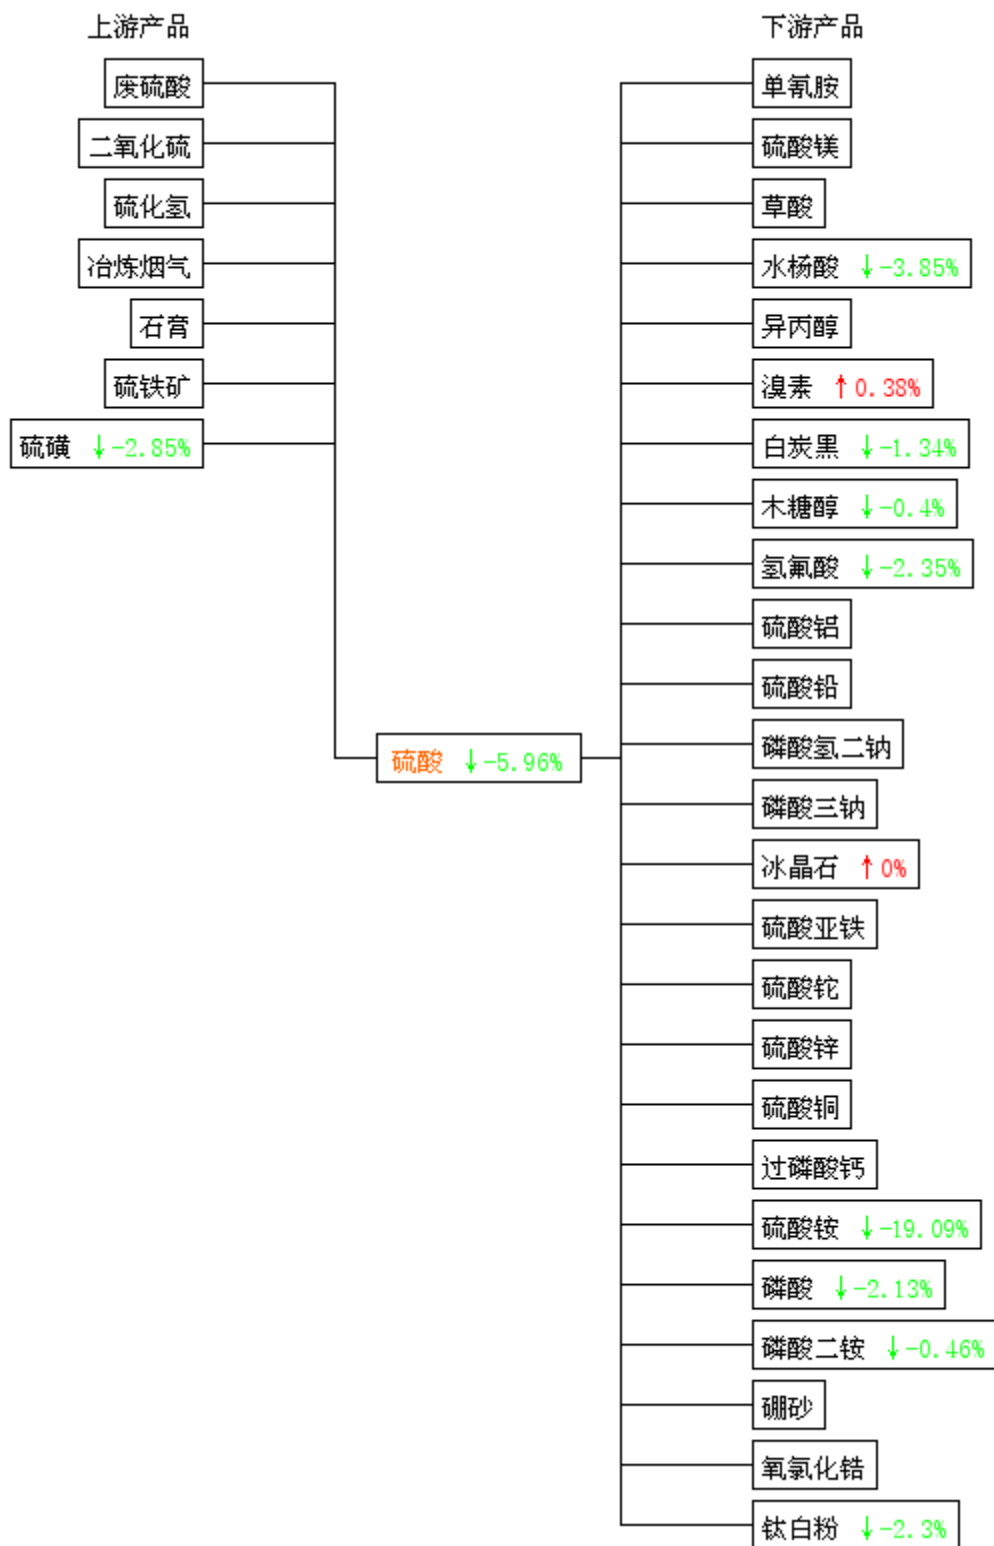 上游产品
废硫酸
二氧化硫
硫化氢
冶炼烟气
石膏
硫铁矿
硫磺 ↓-2.85%
硫酸 ↓-5.96%
下游产品
单氰胺
硫酸镁
草酸
水杨酸 ↓-3.85%
异丙醇
溴素 ↑0.38%
白炭黑 ↓-1.34%
木糖醇 ↓-0.4%
氢氟酸 ↓-2.35%
硫酸铝
硫酸铅
磷酸氢二钠
磷酸三钠
冰晶石 ↑0%
硫酸亚铁
硫酸铊
硫酸锌
硫酸铜
过磷酸钙
硫酸铵 ↓-19.09%
磷酸 ↓-2.13%
磷酸二铵 ↓-0.46%
硼砂
氧氯化锆
钛白粉 ↓-2.3%